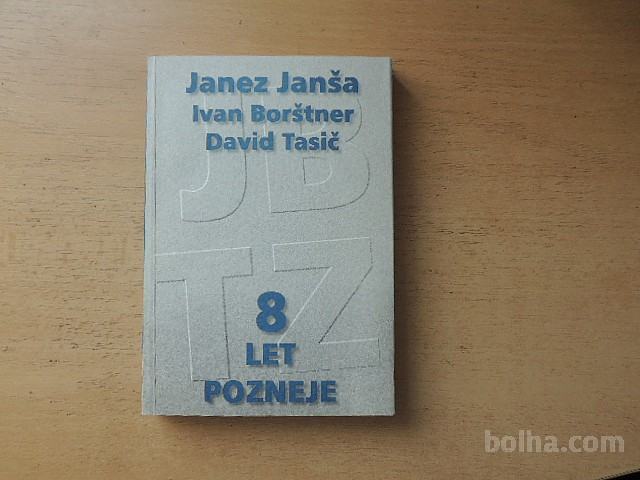 Janez Janša
Ivan Borštner
David Tasič
JB
TZ
8
LET
POZNEJE
bolha.com